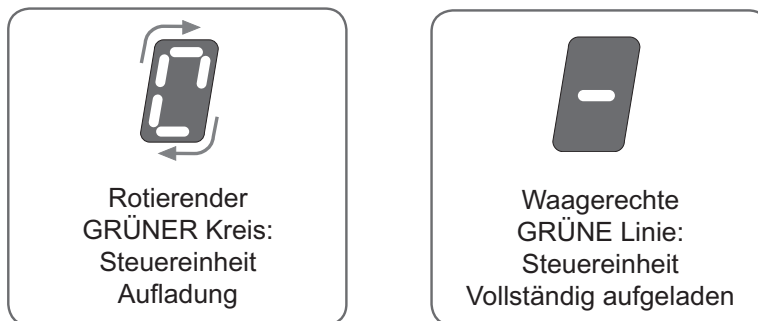 Rotierender
GRÜNER Kreis:
Steuereinheit
Aufladung
Waagerechte
GRÜNE Linie:
Steuereinheit
Vollständig aufgeladen